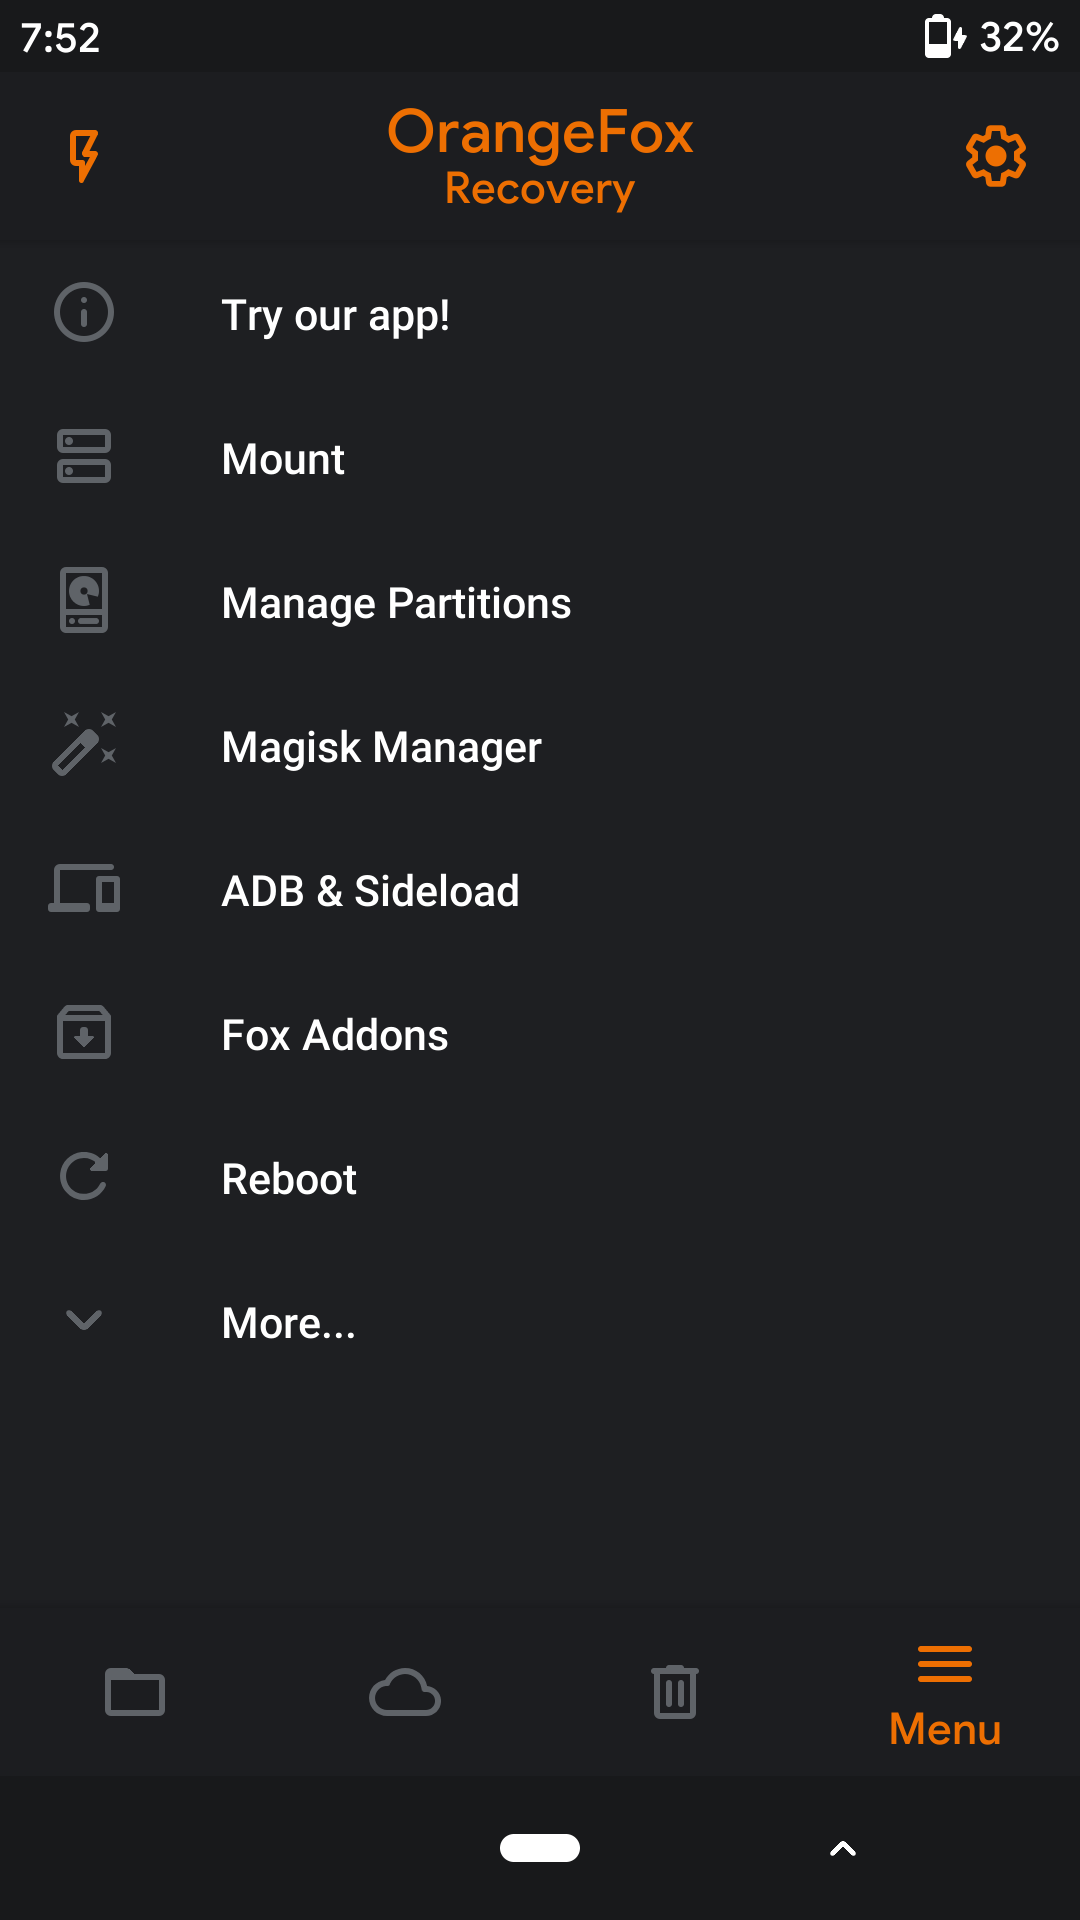 7:52
32%
OrangeFox
Recovery
Try our app!
Mount
Manage Partitions
Magisk Manager
ADB & Sideload
Fox Addons
Reboot
More...
Menu